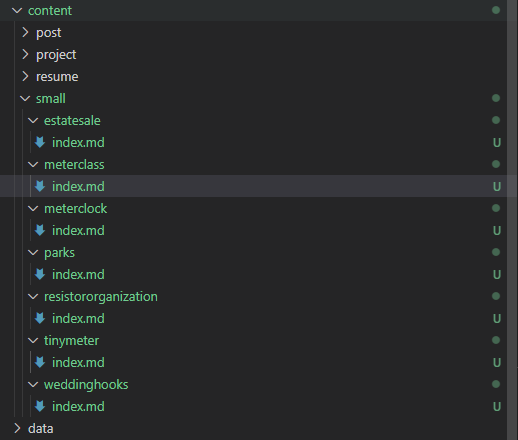 content
post
project
resume
small
estatesale
index.md U
meterclass
index.md U
meterclock
index.md U
parks
index.md U
resistororganization
index.md U
tinymeter
index.md U
weddinghooks
index.md U
data